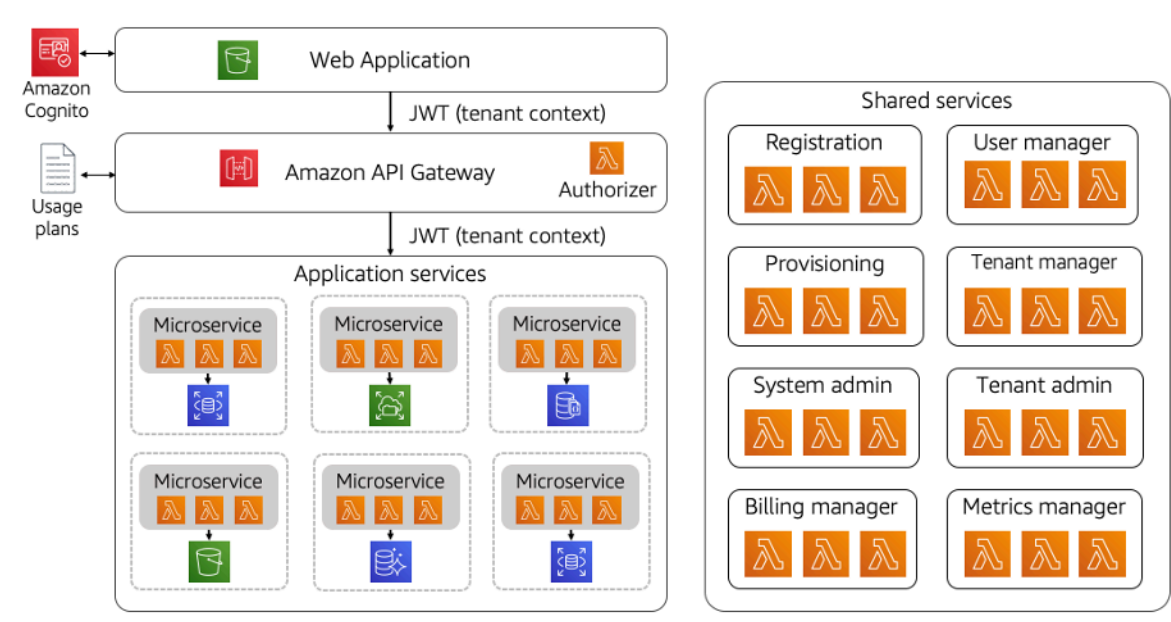 Amazon
Cognito
Web Application
JWT (tenant context)
Usage
plans
Amazon API Gateway
Authorizer
JWT (tenant context)
Application services
Microservice
Microservice
Microservice
Microservice
Microservice
Microservice
Shared services
Registration
User manager
Provisioning
Tenant manager
System admin
Tenant admin
Billing manager
Metrics manager